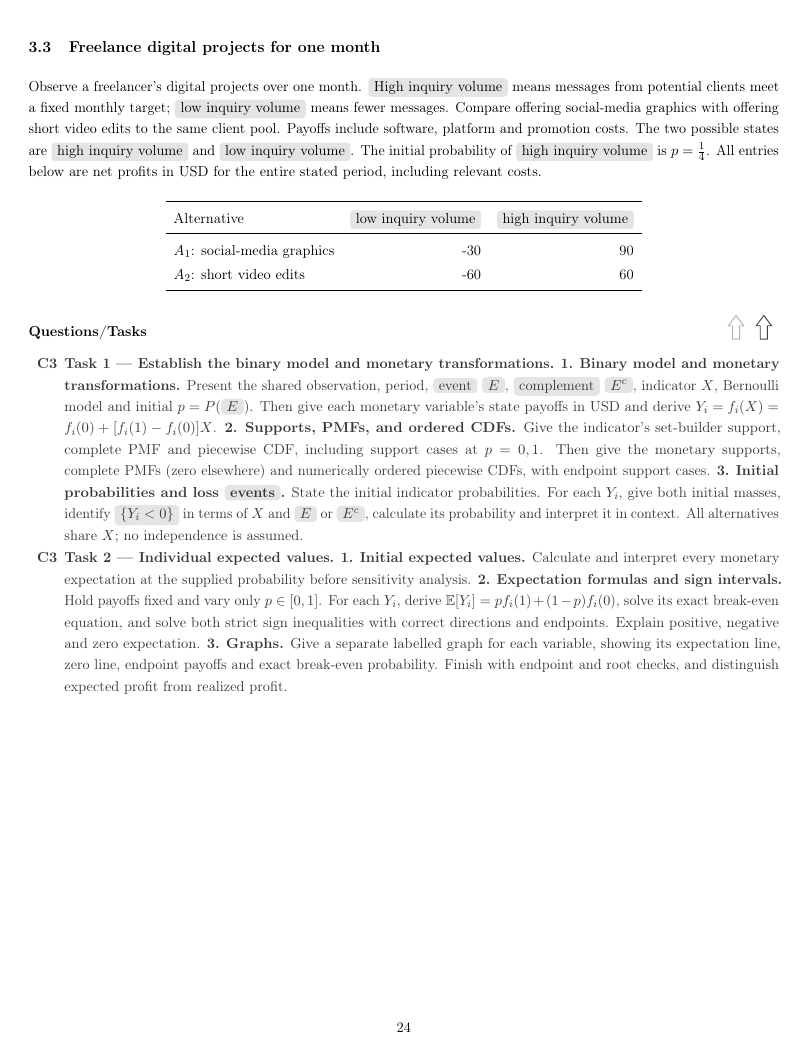 3.3 Freelance digital projects for one month
Observe a freelancer's digital projects over one month. High inquiry volume means messages from potential clients meet
a fixed monthly target; low inquiry volume means fewer messages. Compare offering social-media graphics with offering
short video edits to the same client pool. Payoffs include software, platform and promotion costs. The two possible states
are high inquiry volume and low inquiry volume. The initial probability of high inquiry volume is p = 1/4. All entries
below are net profits in USD for the entire stated period, including relevant costs.
Alternative low inquiry volume high inquiry volume
A₁: social-media graphics -30 90
A₂: short video edits -60 60
Questions/Tasks
C3 Task 1 — Establish the binary model and monetary transformations. 1. Binary model and monetary
transformations. Present the shared observation, period, event E, complement Eᶜ, indicator X, Bernoulli
model and initial p = P(E). Then give each monetary variable's state payoffs in USD and derive Yᵢ = fᵢ(X) =
fᵢ(0) + [fᵢ(1) − fᵢ(0)]X. 2. Supports, PMFs, and ordered CDFs. Give the indicator's set-builder support,
complete PMF and piecewise CDF, including support cases at p = 0, 1. Then give the monetary supports,
complete PMFs (zero elsewhere) and numerically ordered piecewise CDFs, with endpoint support cases. 3. Initial
probabilities and loss events. State the initial indicator probabilities. For each Yᵢ, give both initial masses,
identify {Yᵢ < 0} in terms of X and E or Eᶜ, calculate its probability and interpret it in context. All alternatives
share X; no independence is assumed.
C3 Task 2 — Individual expected values. 1. Initial expected values. Calculate and interpret every monetary
expectation at the supplied probability before sensitivity analysis. 2. Expectation formulas and sign intervals.
Hold payoffs fixed and vary only p ∈ [0, 1]. For each Yᵢ, derive 𝔼[Yᵢ] = pfᵢ(1)+(1−p)fᵢ(0), solve its exact break-even
equation, and solve both strict sign inequalities with correct directions and endpoints. Explain positive, negative
and zero expectation. 3. Graphs. Give a separate labelled graph for each variable, showing its expectation line,
zero line, endpoint payoffs and exact break-even probability. Finish with endpoint and root checks, and distinguish
expected profit from realized profit.
24